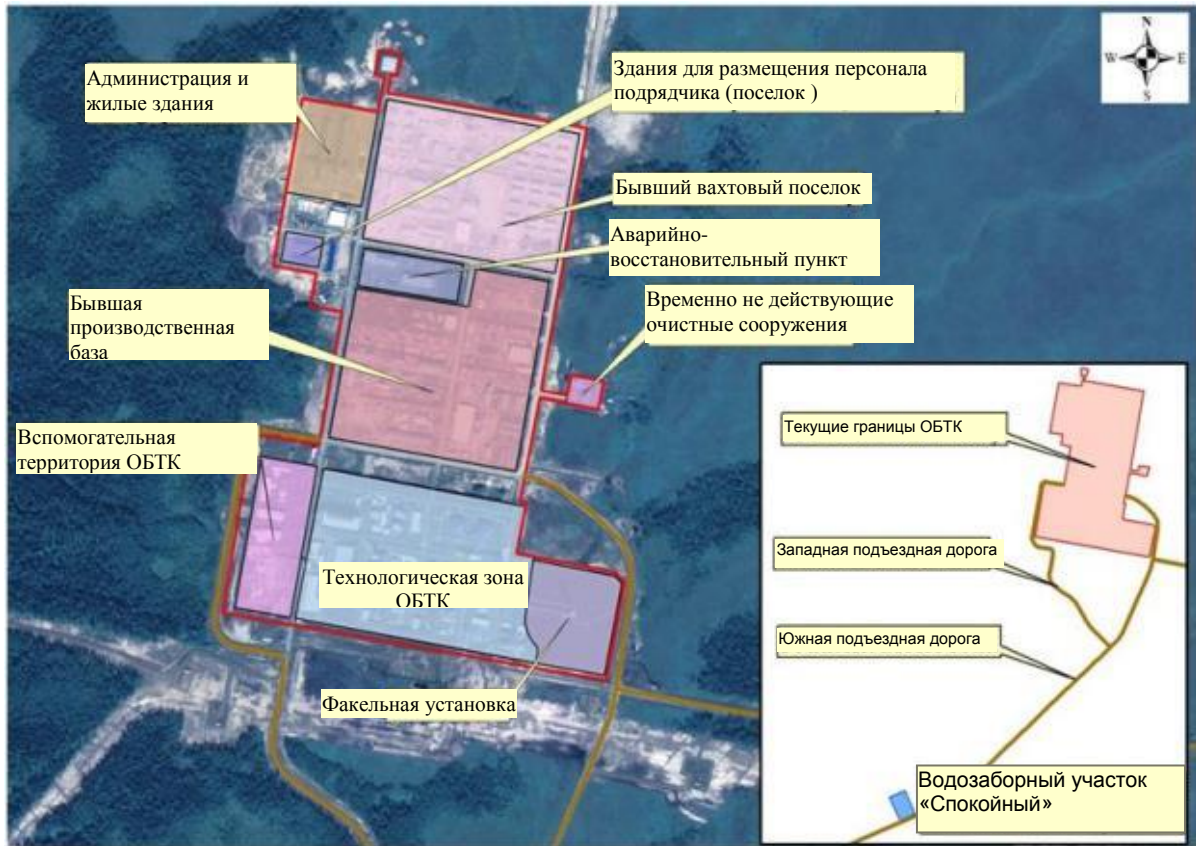 N
W
E
S
Администрация и
жилые здания
Здания для размещения персонала
подрядчика (поселок )
Бывший вахтовый поселок
Аварийно-
восстановительный пункт
Бывшая
производственная
база
Временно не действующие
очистные сооружения
Вспомогательная
территория ОБТК
Технологическая зона
ОБТК
Факельная установка
Текущие границы ОБТК
Западная подъездная дорога
Южная подъездная дорога
Водозаборный участок
«Спокойный»